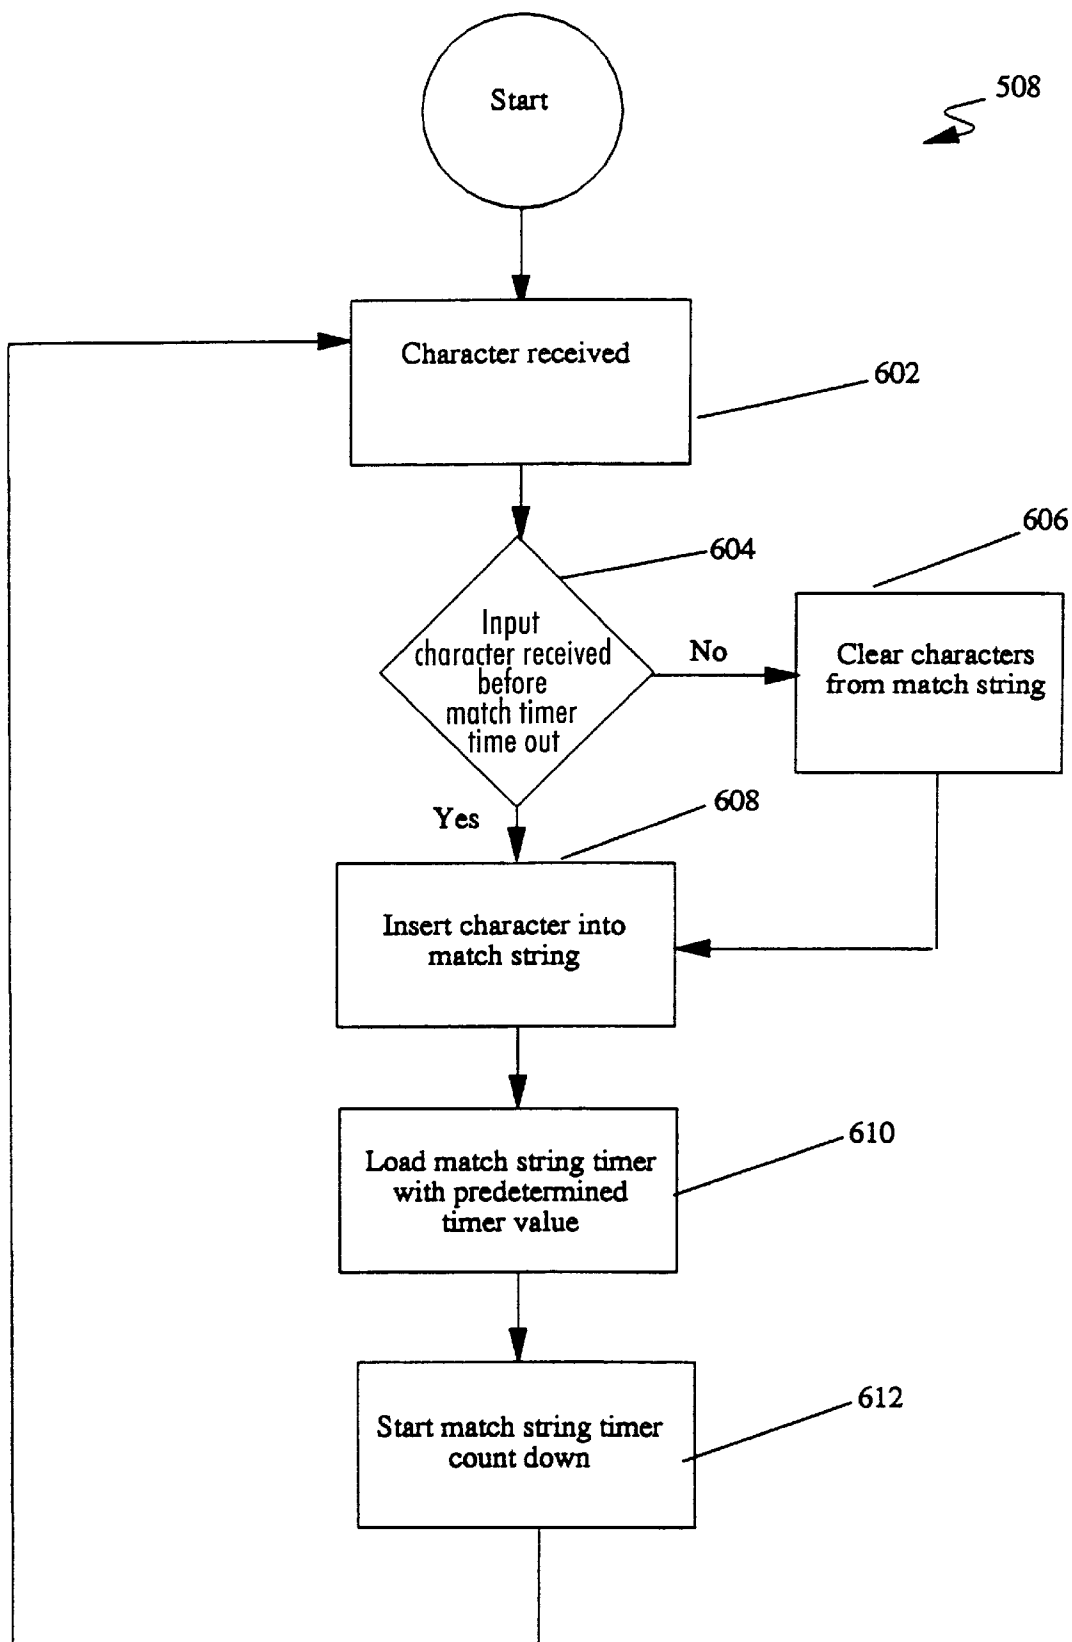 Start
508
Character received
602
604
606
Input
character received
before
match timer
time out
No
Clear characters
from match string
Yes
608
Insert character into
match string
Load match string timer
with predetermined
timer value
610
Start match string timer
count down
612